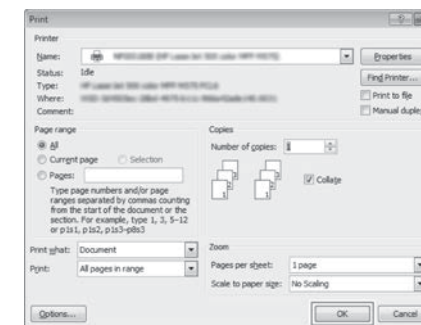 Print
Printer
Name:
Properties
Status: Idle
Find Printer...
Type:
Print to file
Where:
Manual duple
Comment:
Page range
All
Current page Selection
Pages:
Type page numbers and/or page
ranges separated by commas counting
from the start of the document or the
section. For example, type 1, 3, 5-12
or p1s1, p1s2, p1s3-p8s3
Copies
Number of copies: 1
Collate
Print what: Document
Print: All pages in range
Zoom
Pages per sheet: 1 page
Scale to paper size: No Scaling
Options...
OK Cancel